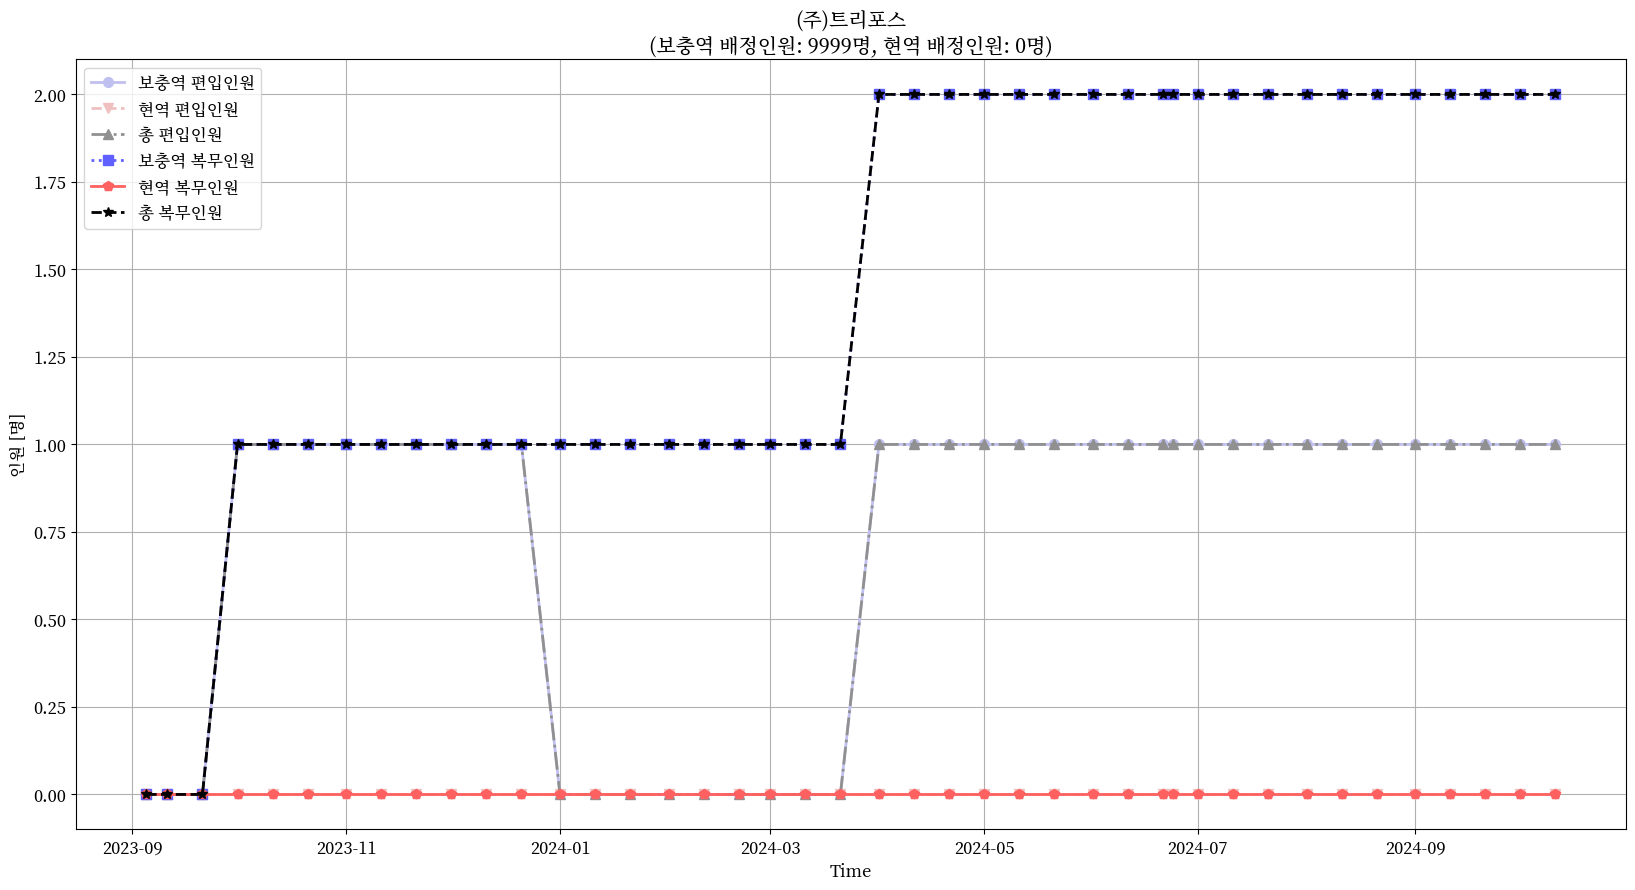 (주)트리포스
(보충역 배정인원: 9999명, 현역 배정인원: 0명)
보충역 편입인원
현역 편입인원
총 편입인원
보충역 복무인원
현역 복무인원
총 복무인원
2.00
1.75
1.50
1.25
1.00
0.75
0.50
0.25
0.00
인원 [명]
2023-09
2023-11
2024-01
2024-03
2024-05
2024-07
2024-09
Time